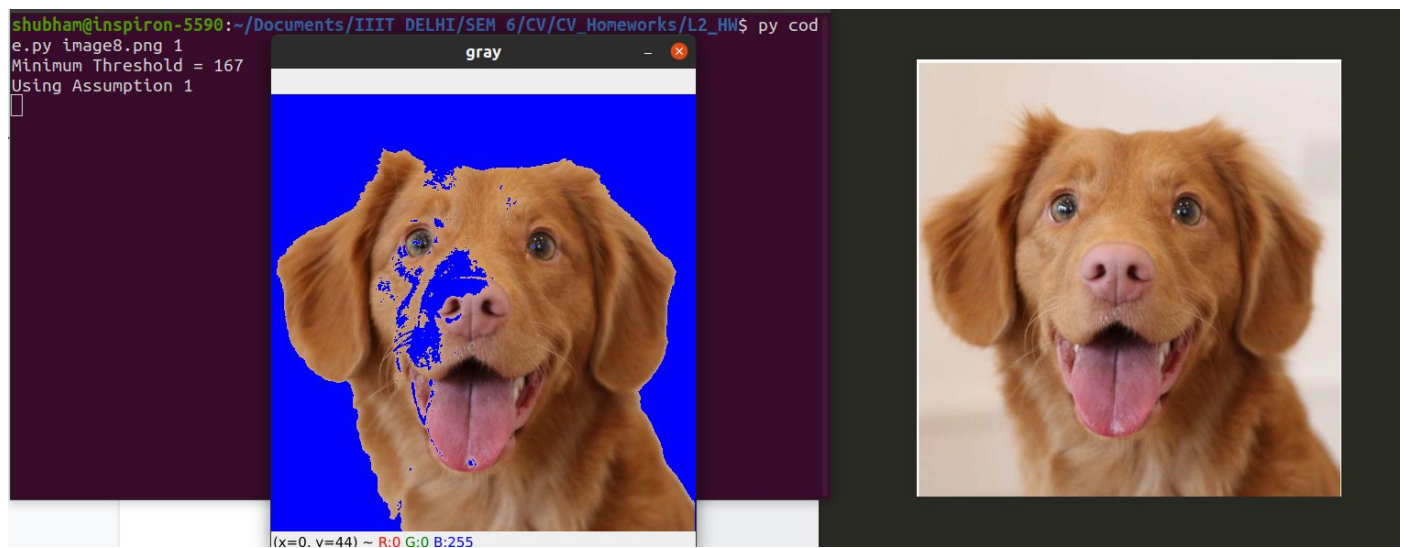 shubham@inspiron-5590:~/Documents/IIIT DELHI/SEM 6/CV/CV_Homeworks/L2_HW$ py cod
e.py image8.png 1
gray
Minimum Threshold = 167
Using Assumption 1
(x=0, y=44) ~ R:0 G:0 B:255